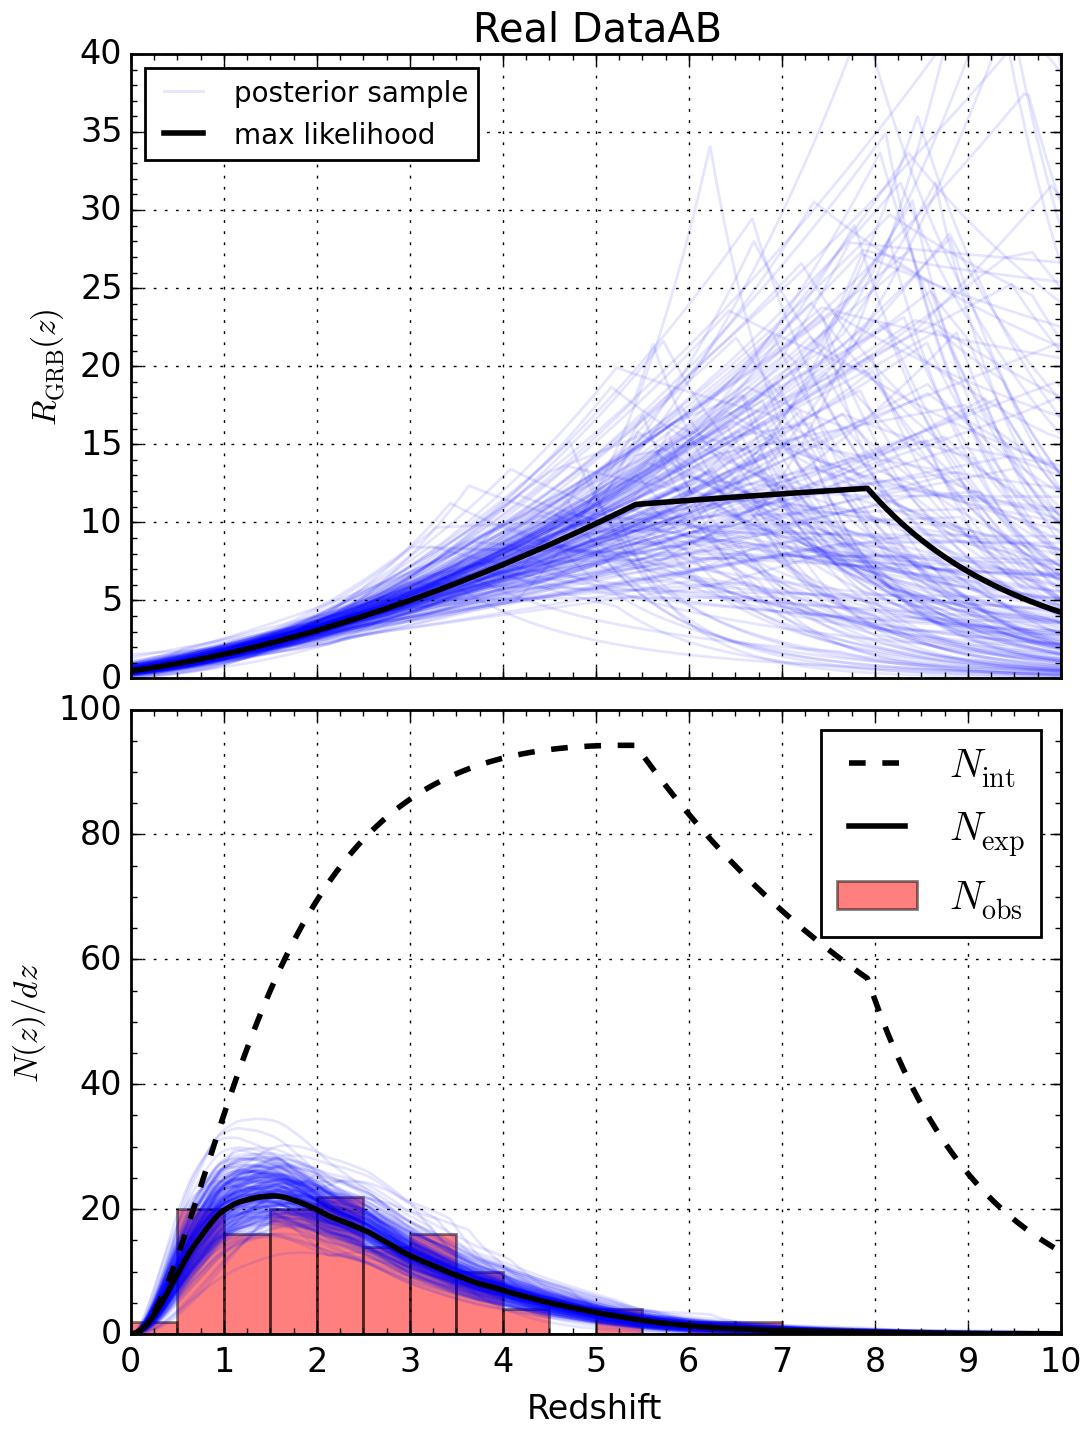 Real DataAB
40
35
30
25
20
15
10
5
0
R_GRB(z)
posterior sample
max likelihood
100
80
60
40
20
0
N(z)/dz
N_int
N_exp
N_obs
0 1 2 3 4 5 6 7 8 9 10
Redshift